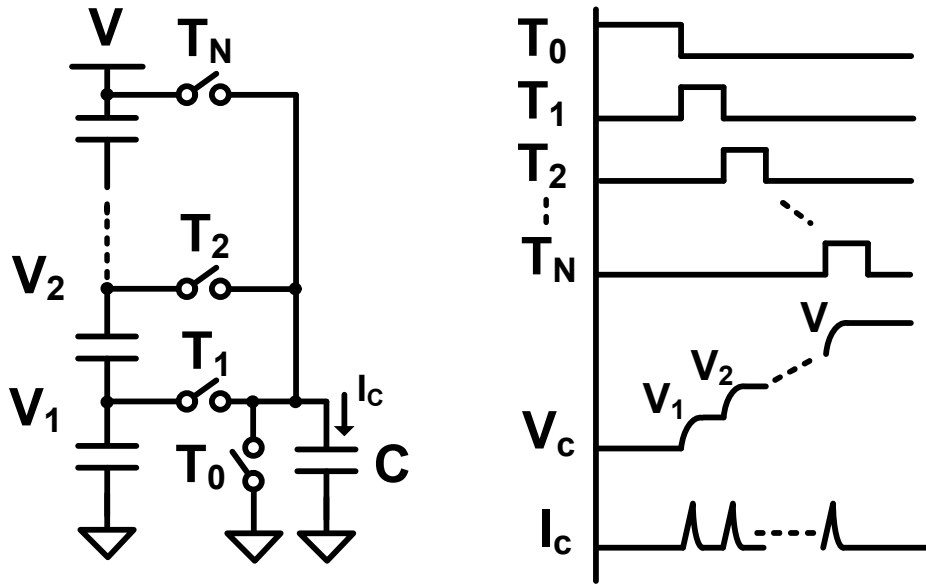 V
T_N
T_2
V_2
T_1
V_1
I_C
T_0
C
T_0
T_1
T_2
T_N
V
V_2
V_1
V_c
I_c